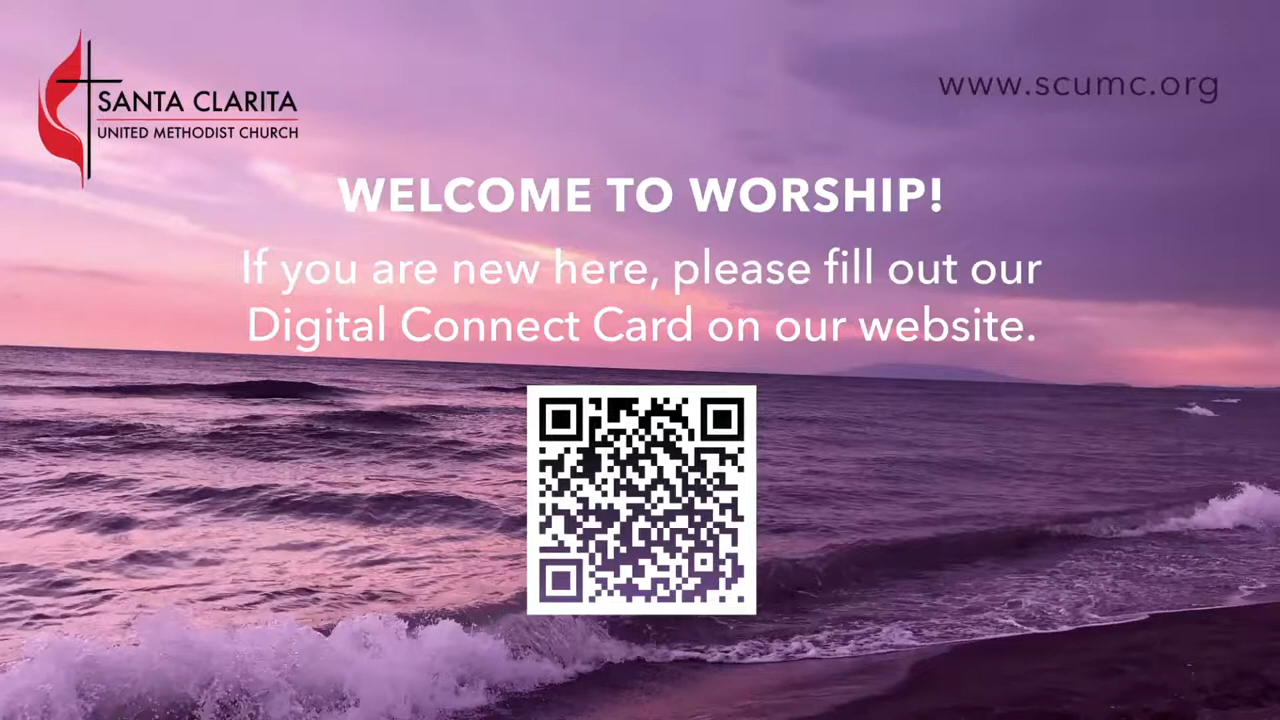 SANTA CLARITA
UNITED METHODIST CHURCH
www.scumc.org
WELCOME TO WORSHIP!
If you are new here, please fill out our
Digital Connect Card on our website.